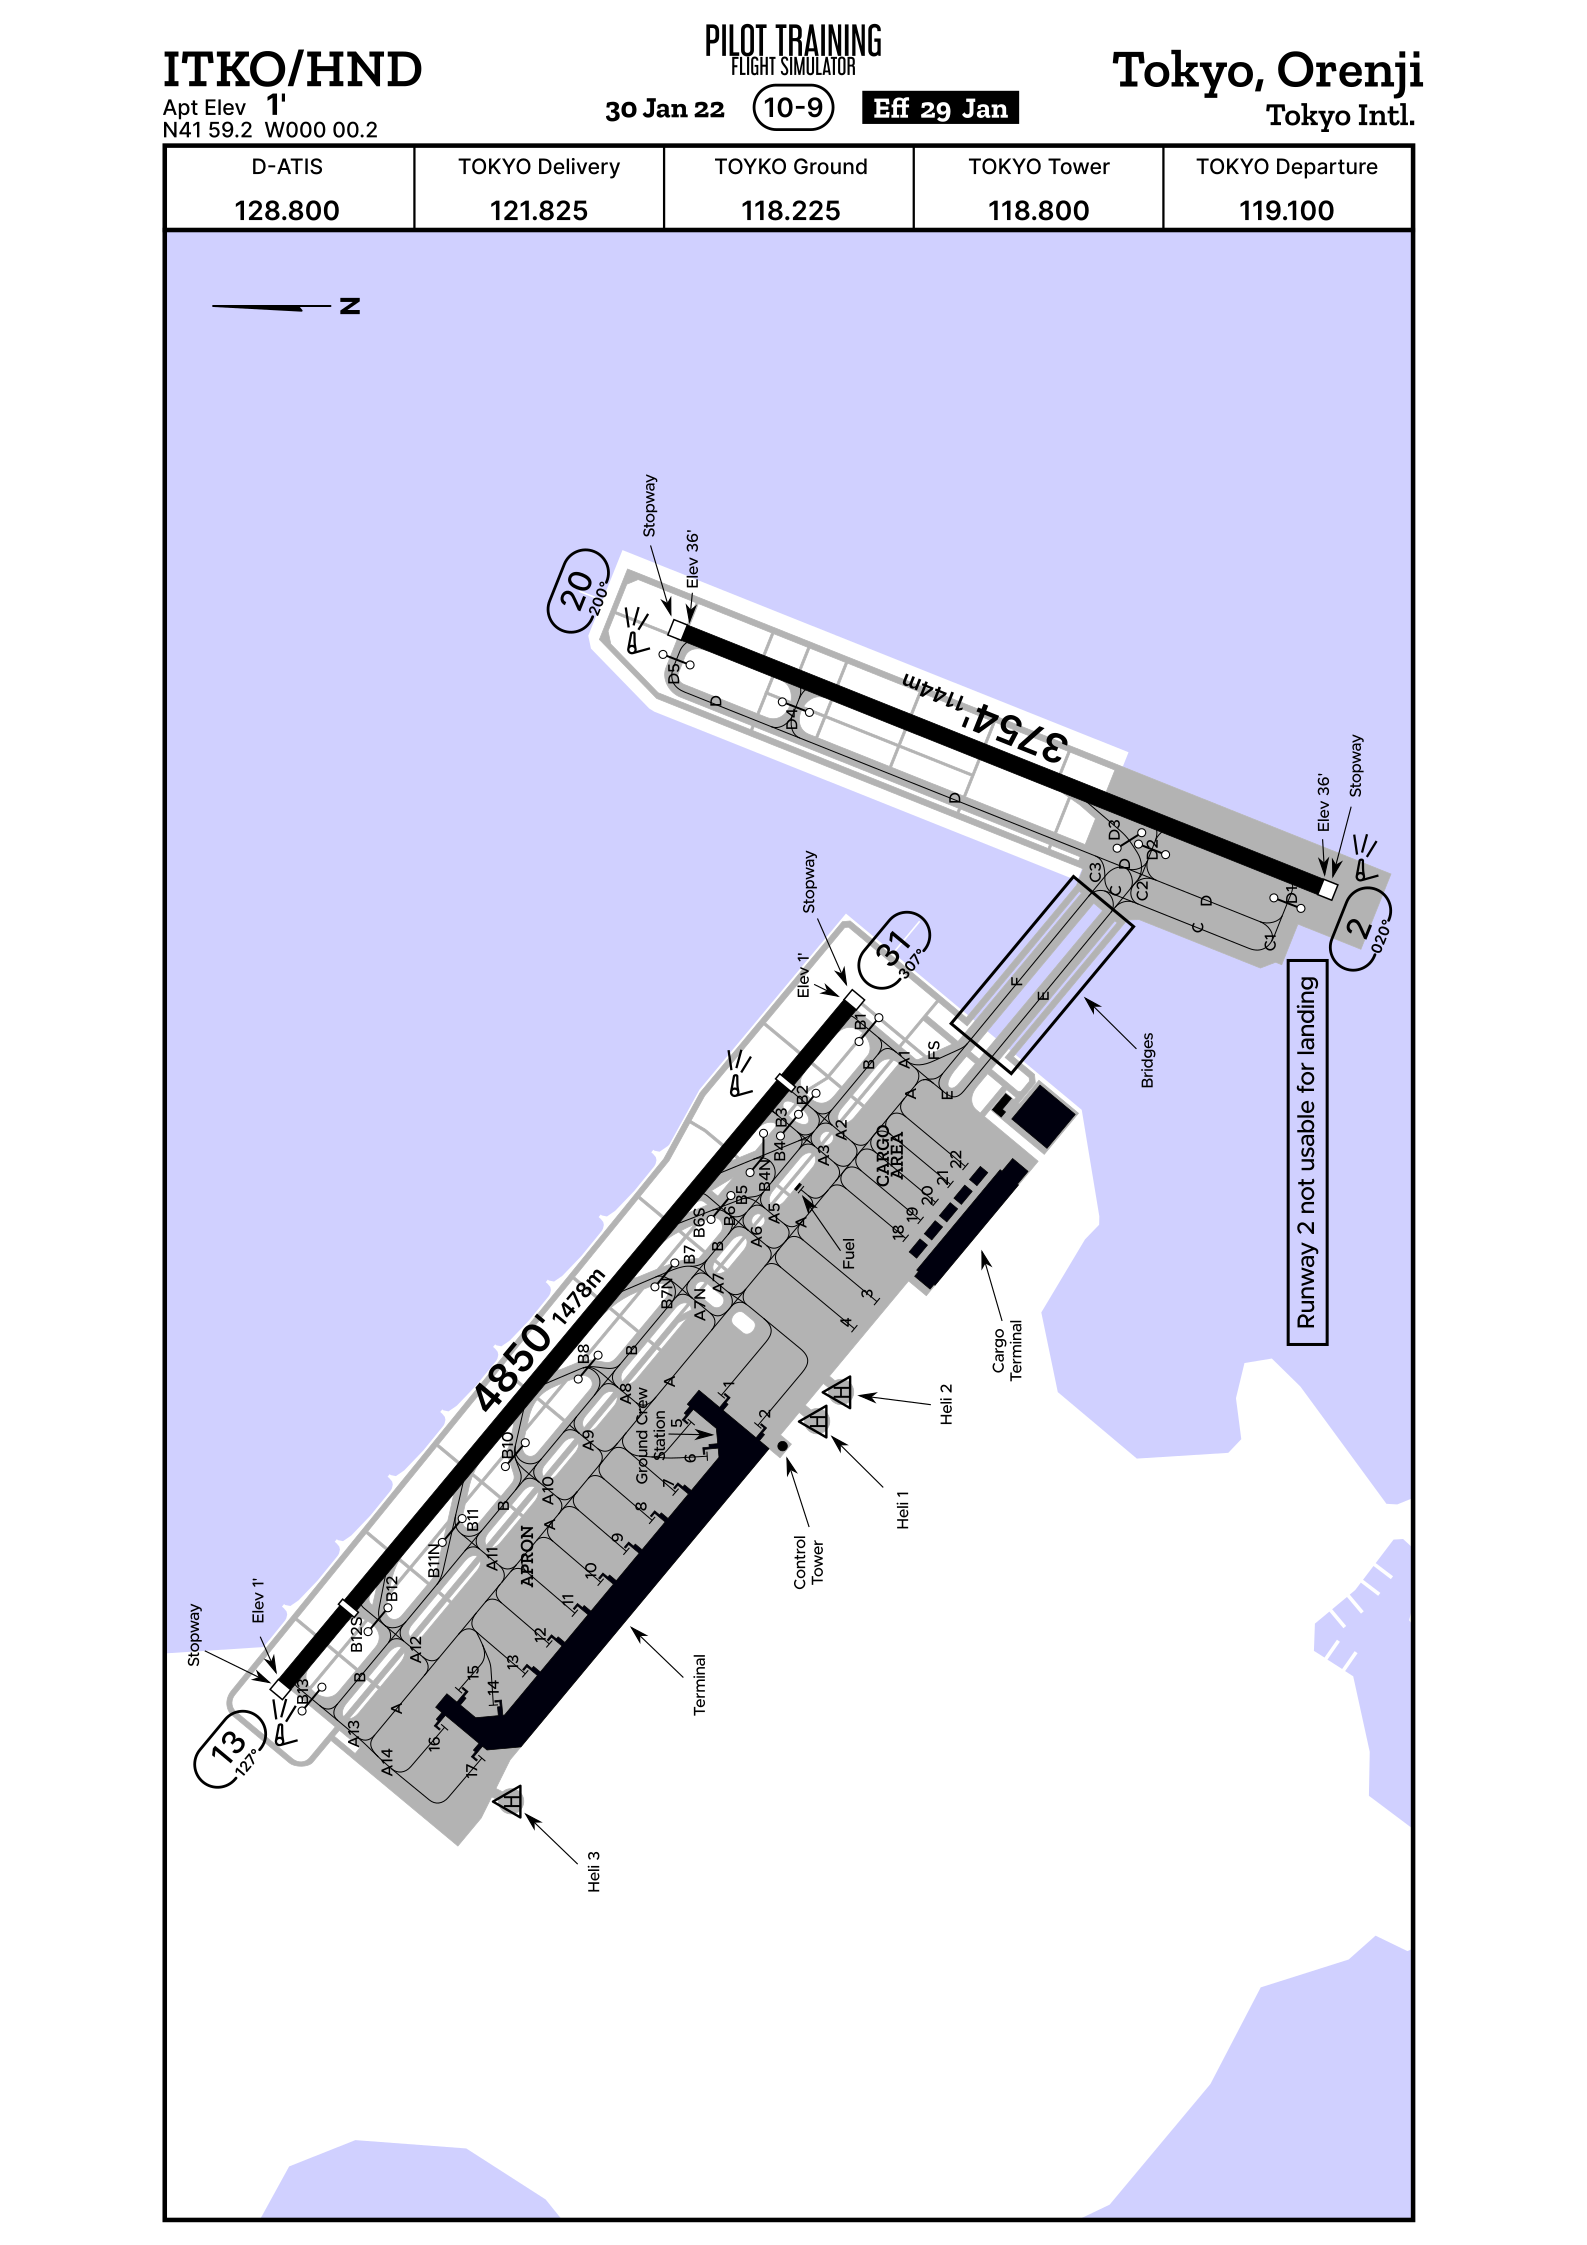 ITKO/HND
Apt Elev 1'
N41 59.2 W000 00.2
PILOT TRAINING
FLIGHT SIMULATOR
30 Jan 22
10-9
Eff 29 Jan
Tokyo, Orenji
Tokyo Intl.
D-ATIS
128.800
TOKYO Delivery
121.825
TOYKO Ground
118.225
TOKYO Tower
118.800
TOKYO Departure
119.100
N
Stopway
Elev 36'
20
200°
D5
D
D4
3754' 1144m
D
D3
D2
C3
D
C
C2
D
C
D1
C1
Elev 36'
Stopway
2
020°
Runway 2 not usable for landing
Stopway
Elev 1'
31
307°
F
E
Bridges
B1
B
A1
FS
A
E
B2
B3
B4
A2
A3
B4N
B5
A5
A
B6
B6S
A6
B
B7
B7N
A7
A7N
CARGO
AREA
22
21
20
19
18
Fuel
3
4
Cargo
Terminal
4850' 1478m
B8
B
A8
A
A9
Ground Crew
Station
1
2
5
6
7
8
9
10
11
12
13
14
15
16
17
H
Heli 2
H
Heli 1
Control
Tower
B10
B
A10
A
B11
B11N
A11
APRON
B12
B12S
A12
B
A
B13
A13
A14
Terminal
Stopway
Elev 1'
13
127°
H
Heli 3